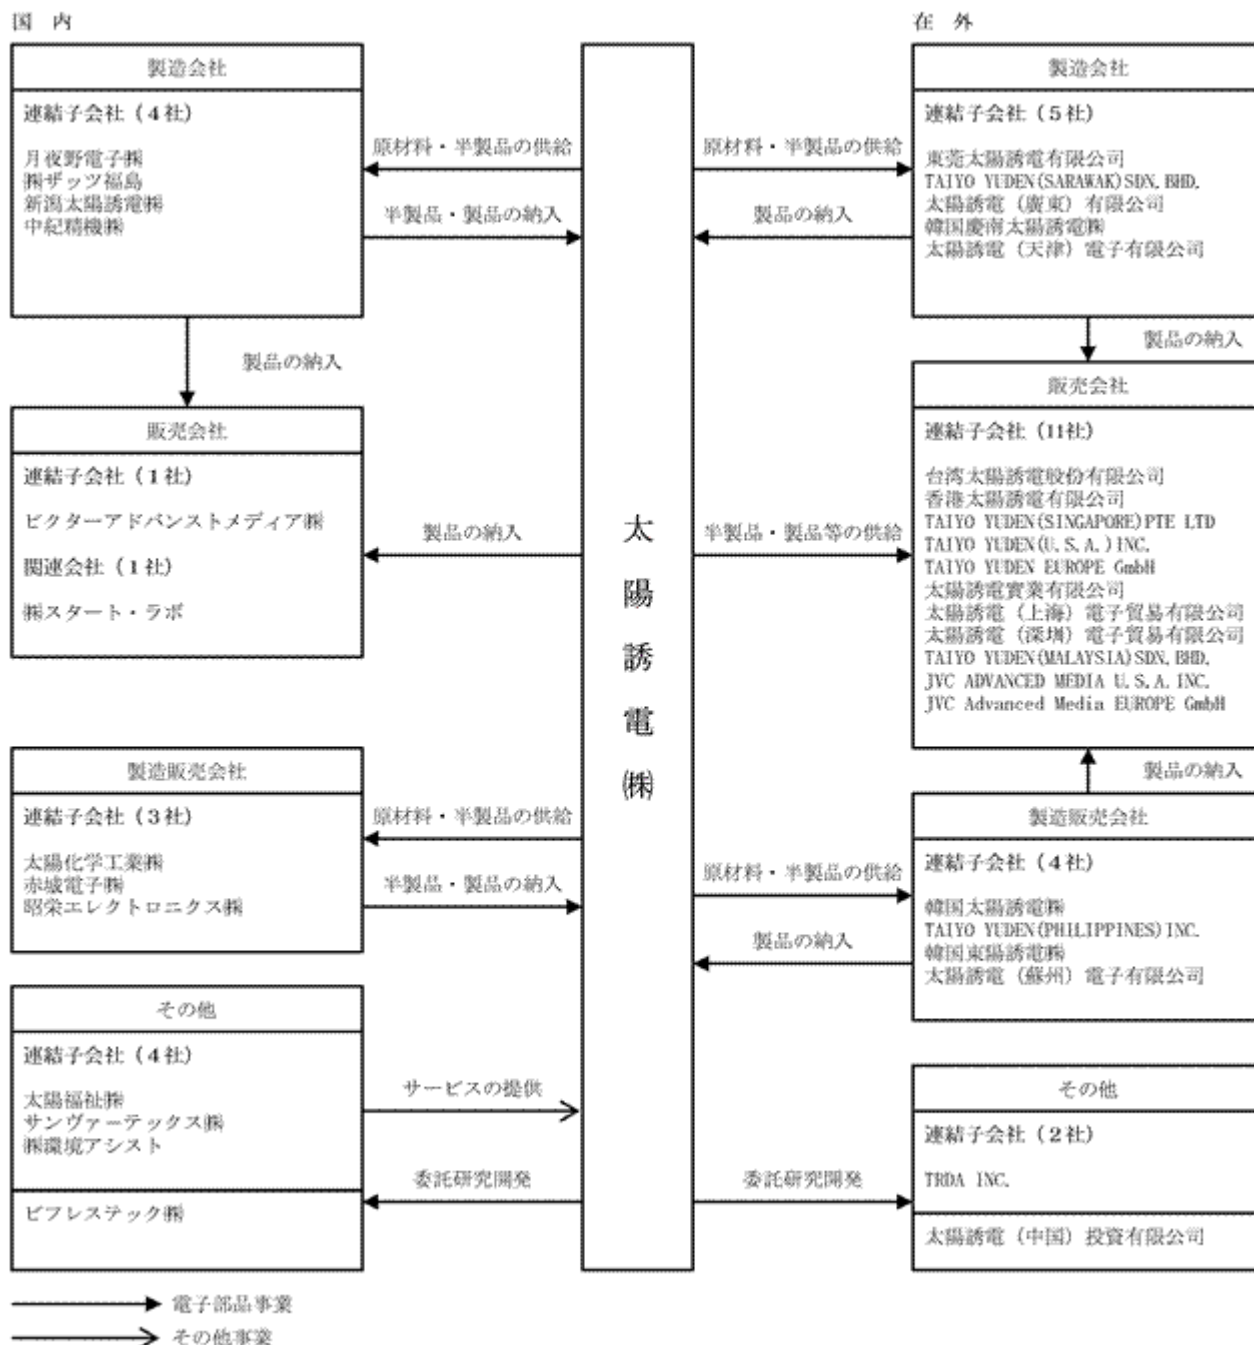 国 内
製造会社
連結子会社(4社)
月夜野電子㈱
㈱ザッツ福島
新潟太陽誘電㈱
中紀精機㈱
原材料・半製品の供給
半製品・製品の納入
製品の納入
販売会社
連結子会社(1社)
ビクターアドバンストメディア㈱
関連会社(1社)
㈱スタート・ラボ
製品の納入
製造販売会社
連結子会社(3社)
太陽化学工業㈱
赤城電子㈱
昭栄エレクトロニクス㈱
原材料・半製品の供給
半製品・製品の納入
その他
連結子会社(4社)
太陽福祉㈱
サンヴァーテックス㈱
㈱環境アシスト
ビフレステック㈱
サービスの提供
委託研究開発
太陽誘電㈱
在 外
製造会社
連結子会社(5社)
東莞太陽誘電有限公司
TAIYO YUDEN(SARAWAK)SDN.BHD.
太陽誘電(廣東)有限公司
韓国慶南太陽誘電㈱
太陽誘電(天津)電子有限公司
原材料・半製品の供給
製品の納入
製品の納入
販売会社
連結子会社(11社)
台湾太陽誘電股份有限公司
香港太陽誘電有限公司
TAIYO YUDEN(SINGAPORE)PTE LTD
TAIYO YUDEN(U.S.A.)INC.
TAIYO YUDEN EUROPE GmbH
太陽誘電實業有限公司
太陽誘電(上海)電子貿易有限公司
太陽誘電(深圳)電子貿易有限公司
TAIYO YUDEN(MALAYSIA)SDN.BHD.
JVC ADVANCED MEDIA U.S.A.INC.
JVC Advanced Media EUROPE GmbH
半製品・製品等の供給
製品の納入
製造販売会社
連結子会社(4社)
韓国太陽誘電㈱
TAIYO YUDEN(PHILIPPINES)INC.
韓国東陽誘電㈱
太陽誘電(蘇州)電子有限公司
原材料・半製品の供給
製品の納入
その他
連結子会社(2社)
TRDA INC.
太陽誘電(中国)投資有限公司
委託研究開発
電子部品事業
その他事業